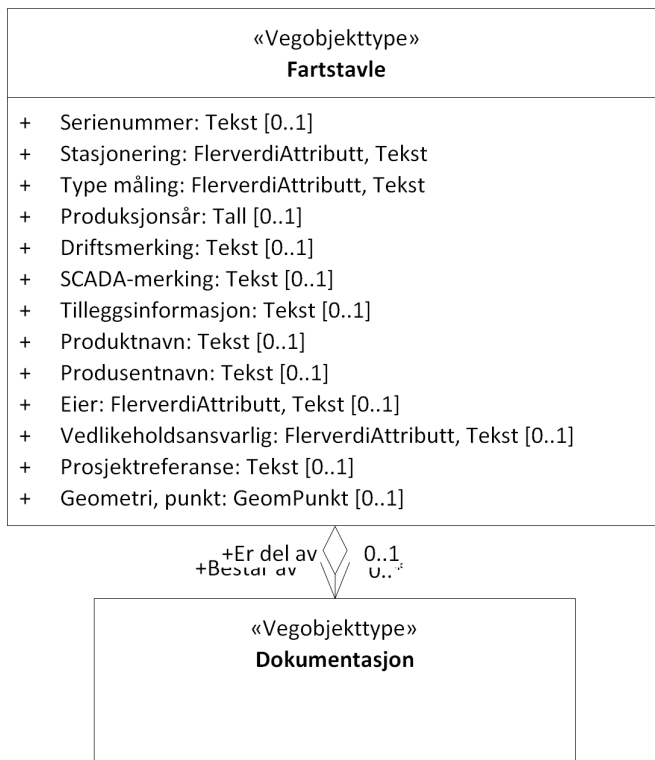 «Vegobjekttype»
Fartstavle
+ Serienummer: Tekst [0..1]
+ Stasjonering: FlerverdiAttributt, Tekst
+ Type måling: FlerverdiAttributt, Tekst
+ Produksjonsår: Tall [0..1]
+ Driftsmerking: Tekst [0..1]
+ SCADA-merking: Tekst [0..1]
+ Tilleggsinformasjon: Tekst [0..1]
+ Produktnavn: Tekst [0..1]
+ Produsentnavn: Tekst [0..1]
+ Eier: FlerverdiAttributt, Tekst [0..1]
+ Vedlikeholdsansvarlig: FlerverdiAttributt, Tekst [0..1]
+ Prosjektreferanse: Tekst [0..1]
+ Geometri, punkt: GeomPunkt [0..1]
+Er del av 0..1
+Består av 0..*
«Vegobjekttype»
Dokumentasjon